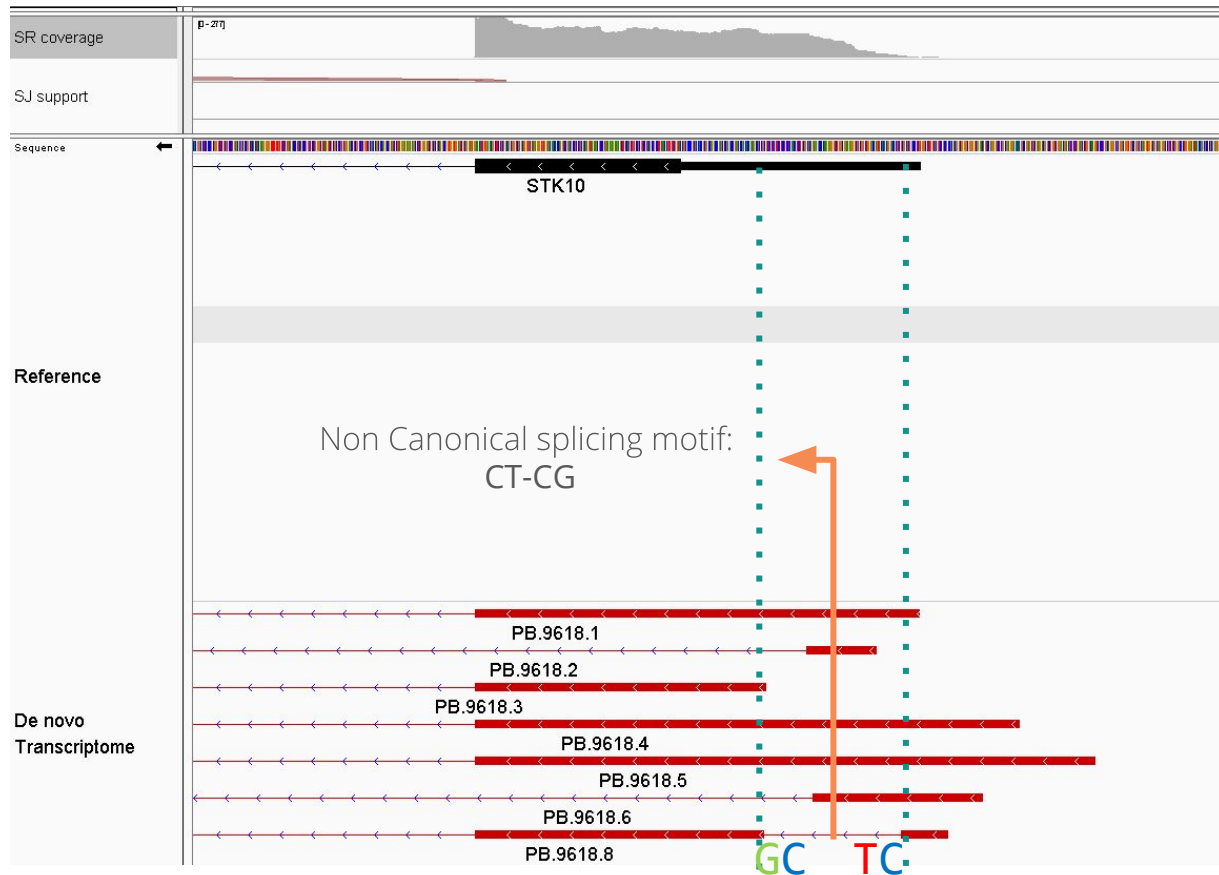 SR coverage
[0 - 277]
SJ support
Sequence
STK10
Reference
Non Canonical splicing motif:
CT-CG
PB.9618.1
PB.9618.2
PB.9618.3
De novo
Transcriptome
PB.9618.4
PB.9618.5
PB.9618.6
PB.9618.8
GC TC